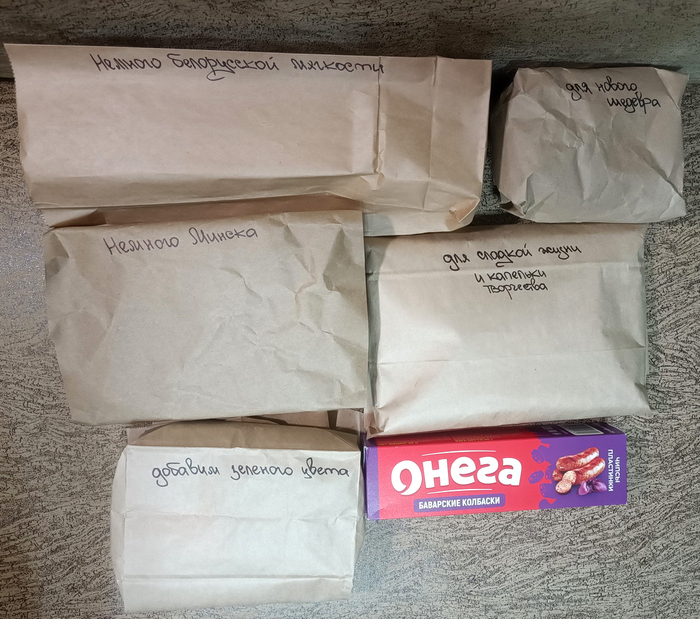 Немного Белорусской мягкости
для нового
шедевра
Немного Минска
для сладкой жизни
и капельки
творчества
добавим зеленого цвета
Онега
БАВАРСКИЕ КОЛБАСКИ
ЧИПСЫ
ПЛАСТИНКИ